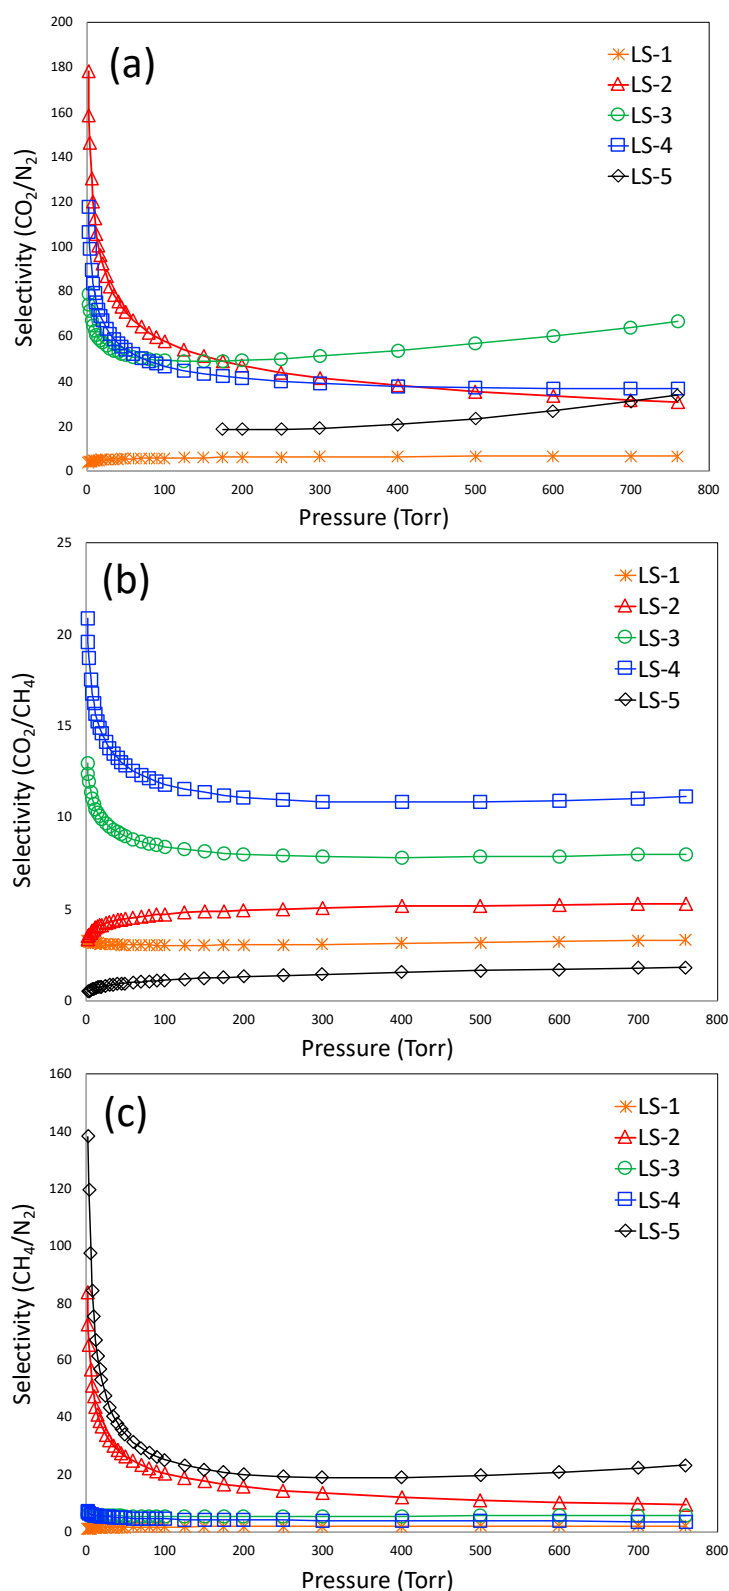 (a)
Selectivity (CO₂/N₂)
200
180
160
140
120
100
80
60
40
20
0
LS-1
LS-2
LS-3
LS-4
LS-5
0 100 200 300 400 500 600 700 800
Pressure (Torr)
(b)
Selectivity (CO₂/CH₄)
25
20
15
10
5
0
LS-1
LS-2
LS-3
LS-4
LS-5
0 100 200 300 400 500 600 700 800
Pressure (Torr)
(c)
Selectivity (CH₄/N₂)
160
140
120
100
80
60
40
20
0
LS-1
LS-2
LS-3
LS-4
LS-5
0 100 200 300 400 500 600 700 800
Pressure (Torr)